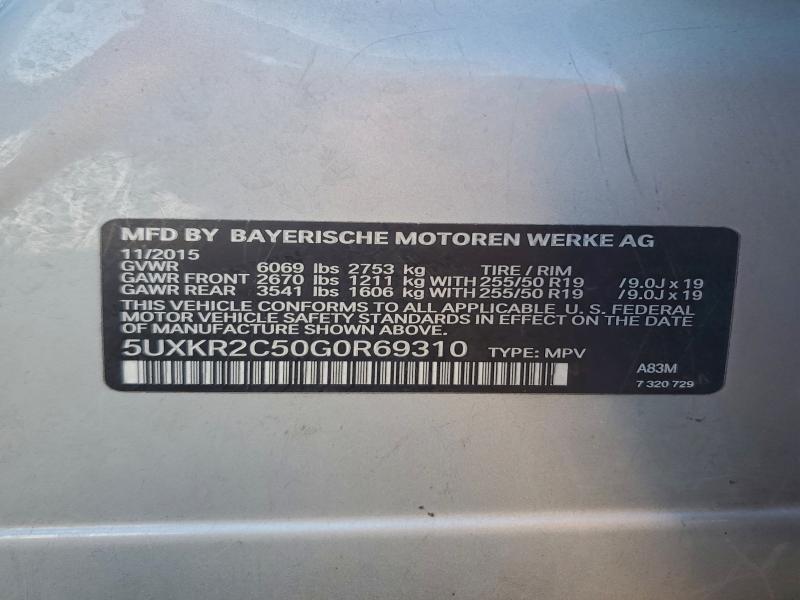 MFD BY BAYERISCHE MOTOREN WERKE AG
11/2015
GVWR 6069 lbs 2753 kg TIRE / RIM
GAWR FRONT 2670 lbs 1211 kg WITH 255/50 R19 /9.0J x 19
GAWR REAR 3541 lbs 1606 kg WITH 255/50 R19 /9.0J x 19
THIS VEHICLE CONFORMS TO ALL APPLICABLE U. S. FEDERAL
MOTOR VEHICLE SAFETY STANDARDS IN EFFECT ON THE DATE
OF MANUFACTURE SHOWN ABOVE.
5UXKR2C50G0R69310 TYPE: MPV
A83M
7 320 729